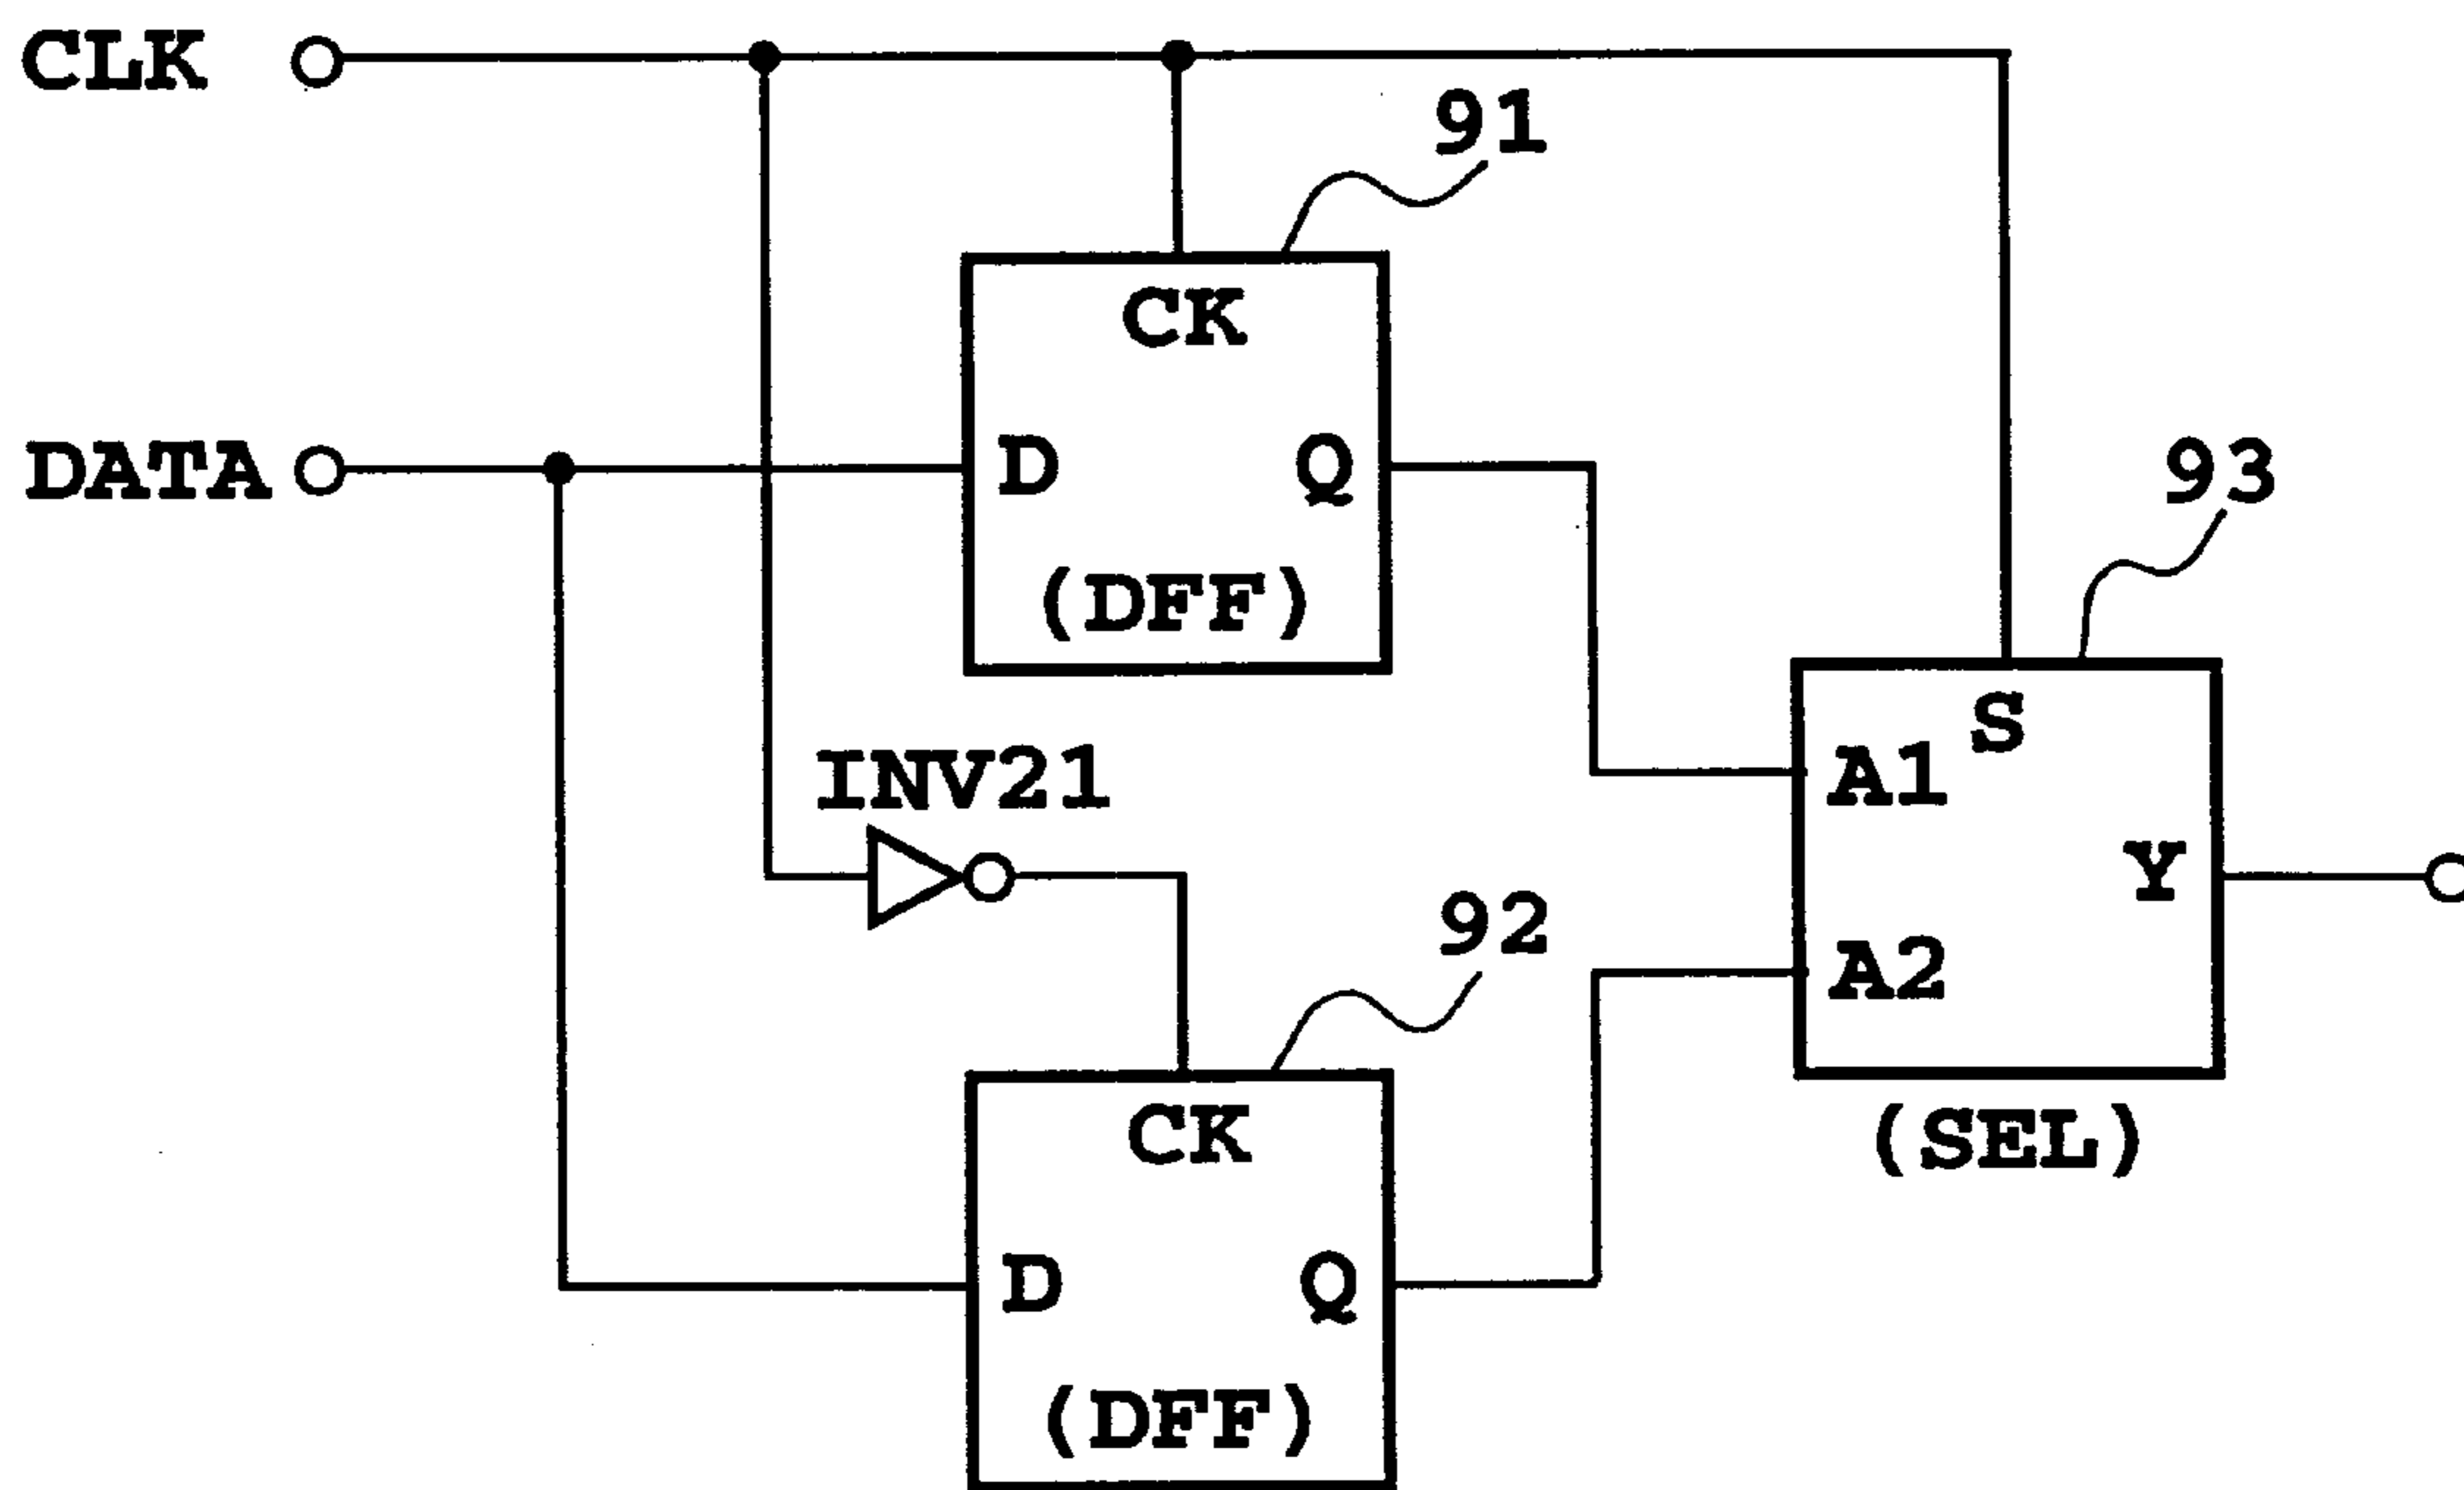 CLK
91
CK
DATA
D
Q
93
(DFF)
S
INV21
A1
Y
92
A2
CK
(SEL)
D
Q
(DFF)